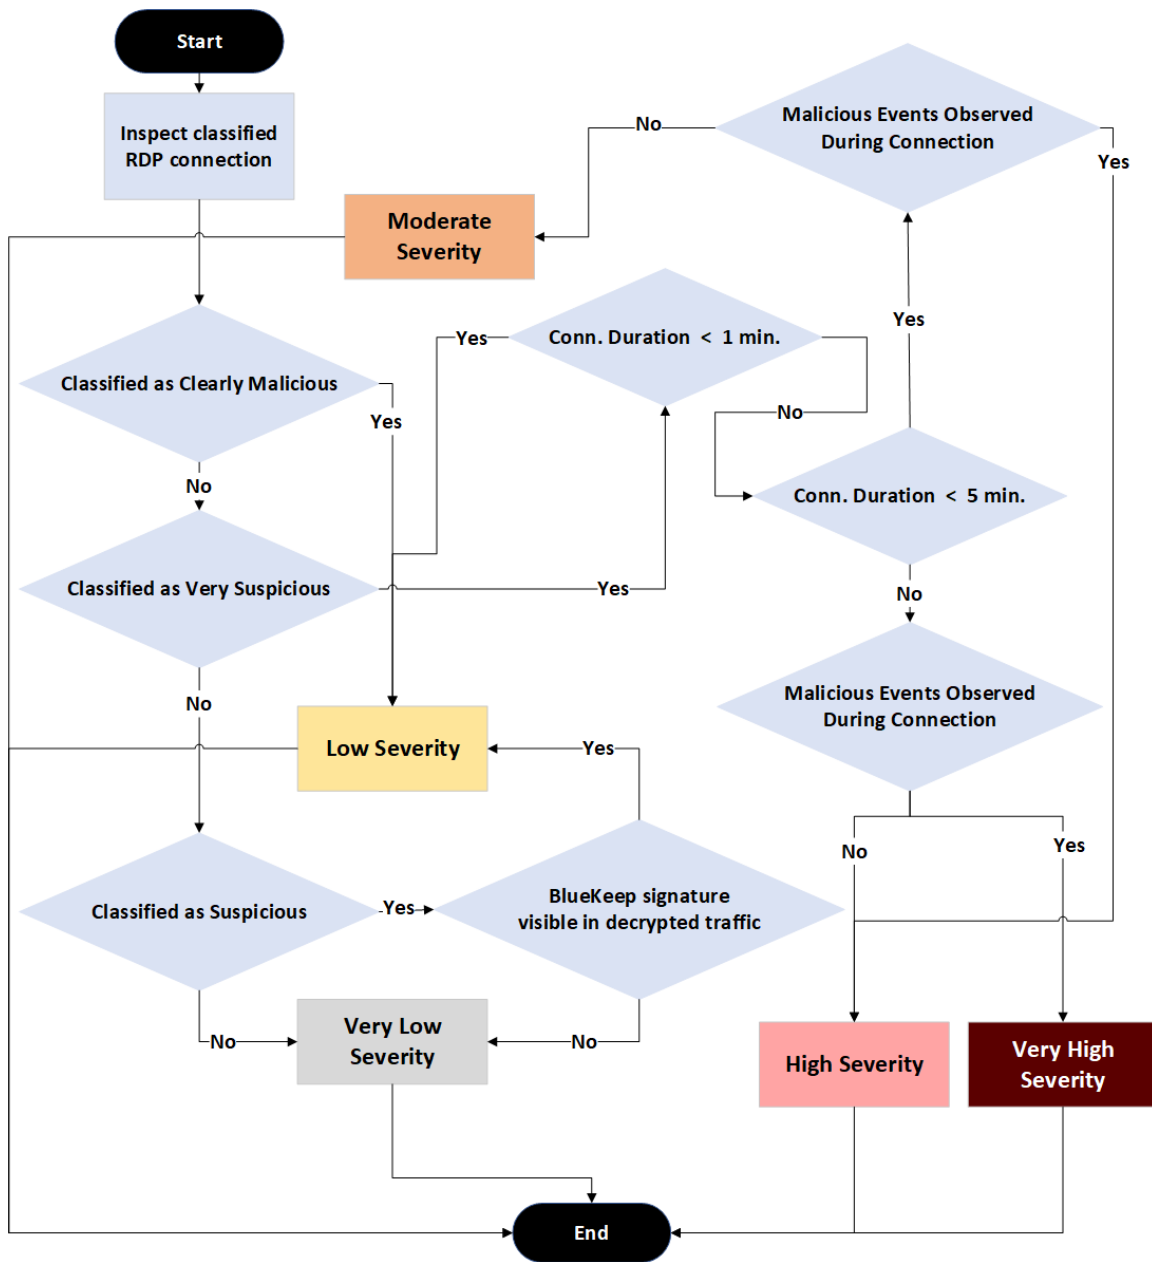 Start
Inspect classified
RDP connection
Malicious Events Observed
During Connection
No
Yes
Moderate
Severity
Conn. Duration < 1 min.
Yes
No
Yes
Classified as Clearly Malicious
Yes
No
Conn. Duration < 5 min.
No
Classified as Very Suspicious
Yes
No
Malicious Events Observed
During Connection
No
Yes
Low Severity
Yes
Classified as Suspicious
Yes
BlueKeep signature
visible in decrypted traffic
No
No
Very Low
Severity
High Severity
Very High
Severity
End